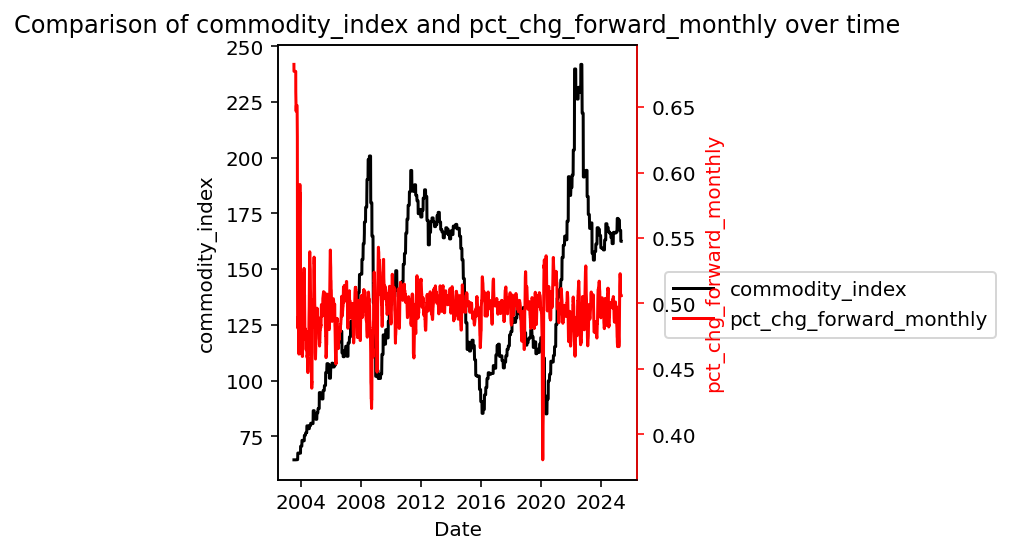 Comparison of commodity_index and pct_chg_forward_monthly over time
commodity_index
250
225
200
175
150
125
100
75
2004 2008 2012 2016 2020 2024
Date
0.65
0.60
0.55
0.50
0.45
0.40
pct_chg_forward_monthly
commodity_index
pct_chg_forward_monthly